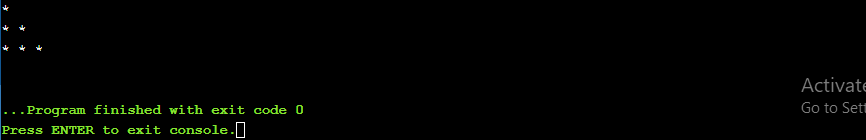 *
* *
* * *
...Program finished with exit code 0
Press ENTER to exit console.
Activate
Go to Sett